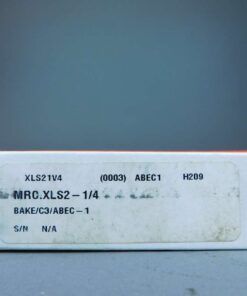 XLS21V4 (0003) ABEC1 H209
MRC.XLS2-1/4
BAKE/C3/ABEC-1
S/N N/A